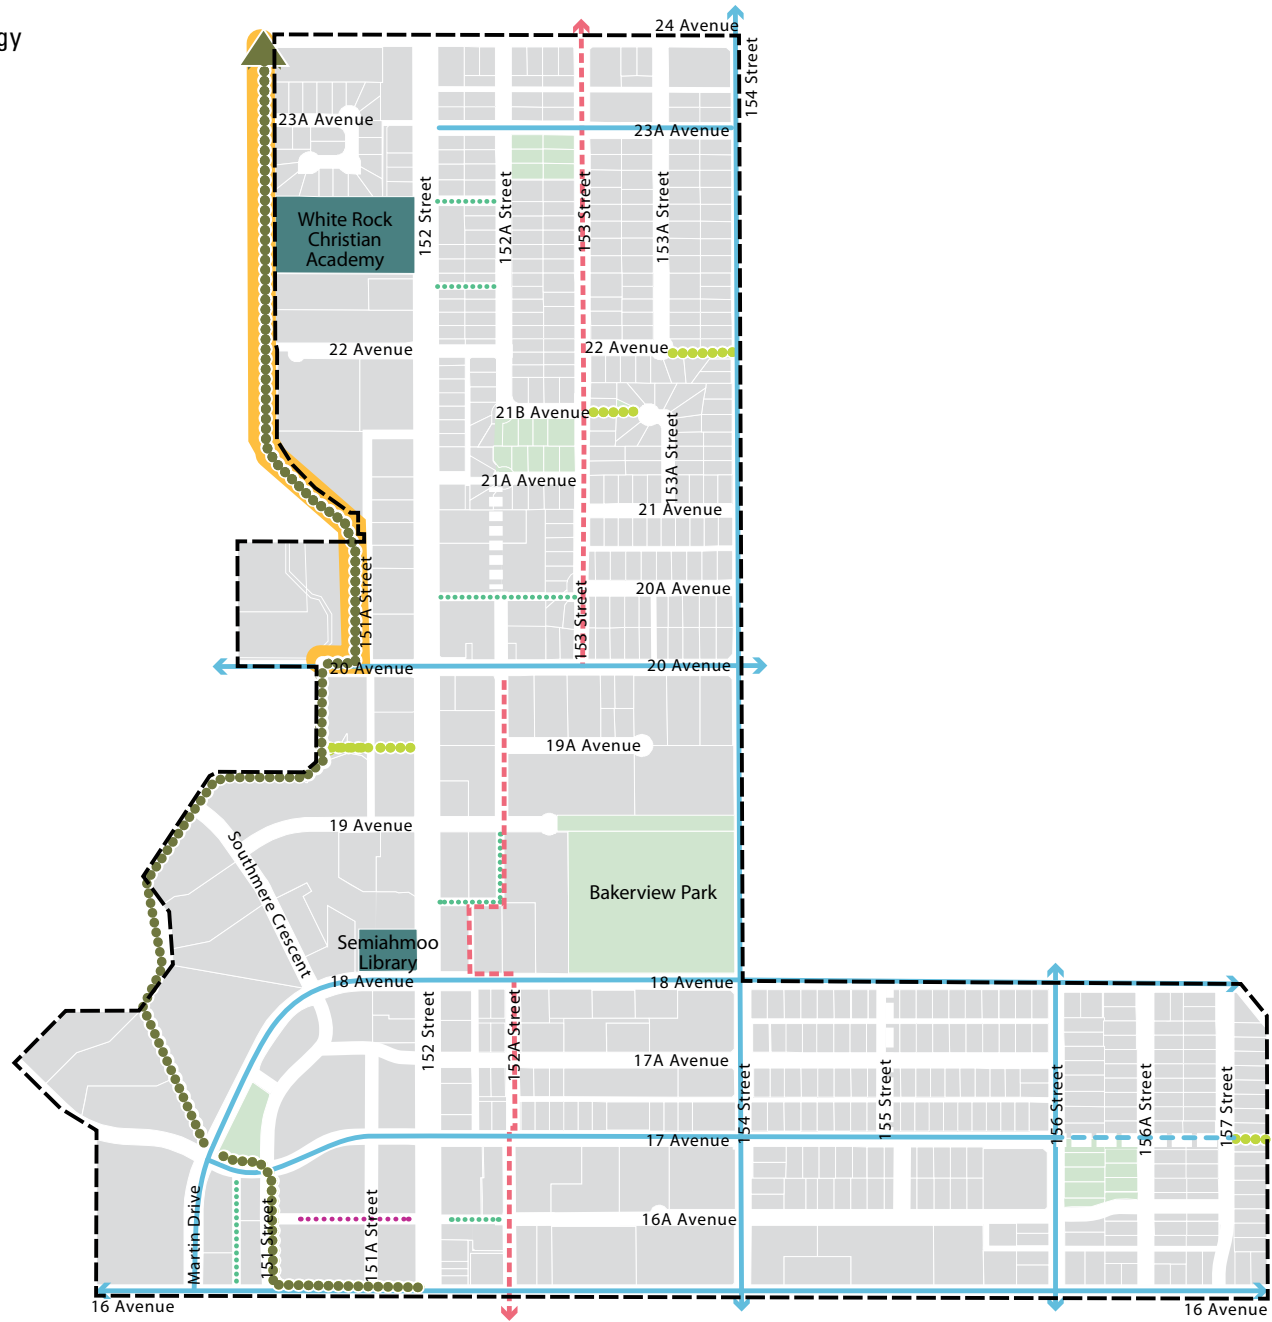 gy
24 Avenue
154 Street
23A Avenue
23A Avenue
152 Street
152A Street
153 Street
153A Street
White Rock
Christian
Academy
22 Avenue
22 Avenue
21B Avenue
153A Street
21A Avenue
21 Avenue
151A Street
153 Street
20A Avenue
20 Avenue
20 Avenue
19A Avenue
19 Avenue
Southmere Crescent
Bakerview Park
Semiahmoo
Library
18 Avenue
18 Avenue
152 Street
152A Street
17A Avenue
154 Street
155 Street
156 Street
156A Street
157 Street
17 Avenue
Martin Drive
151 Street
151A Street
16A Avenue
16 Avenue
16 Avenue